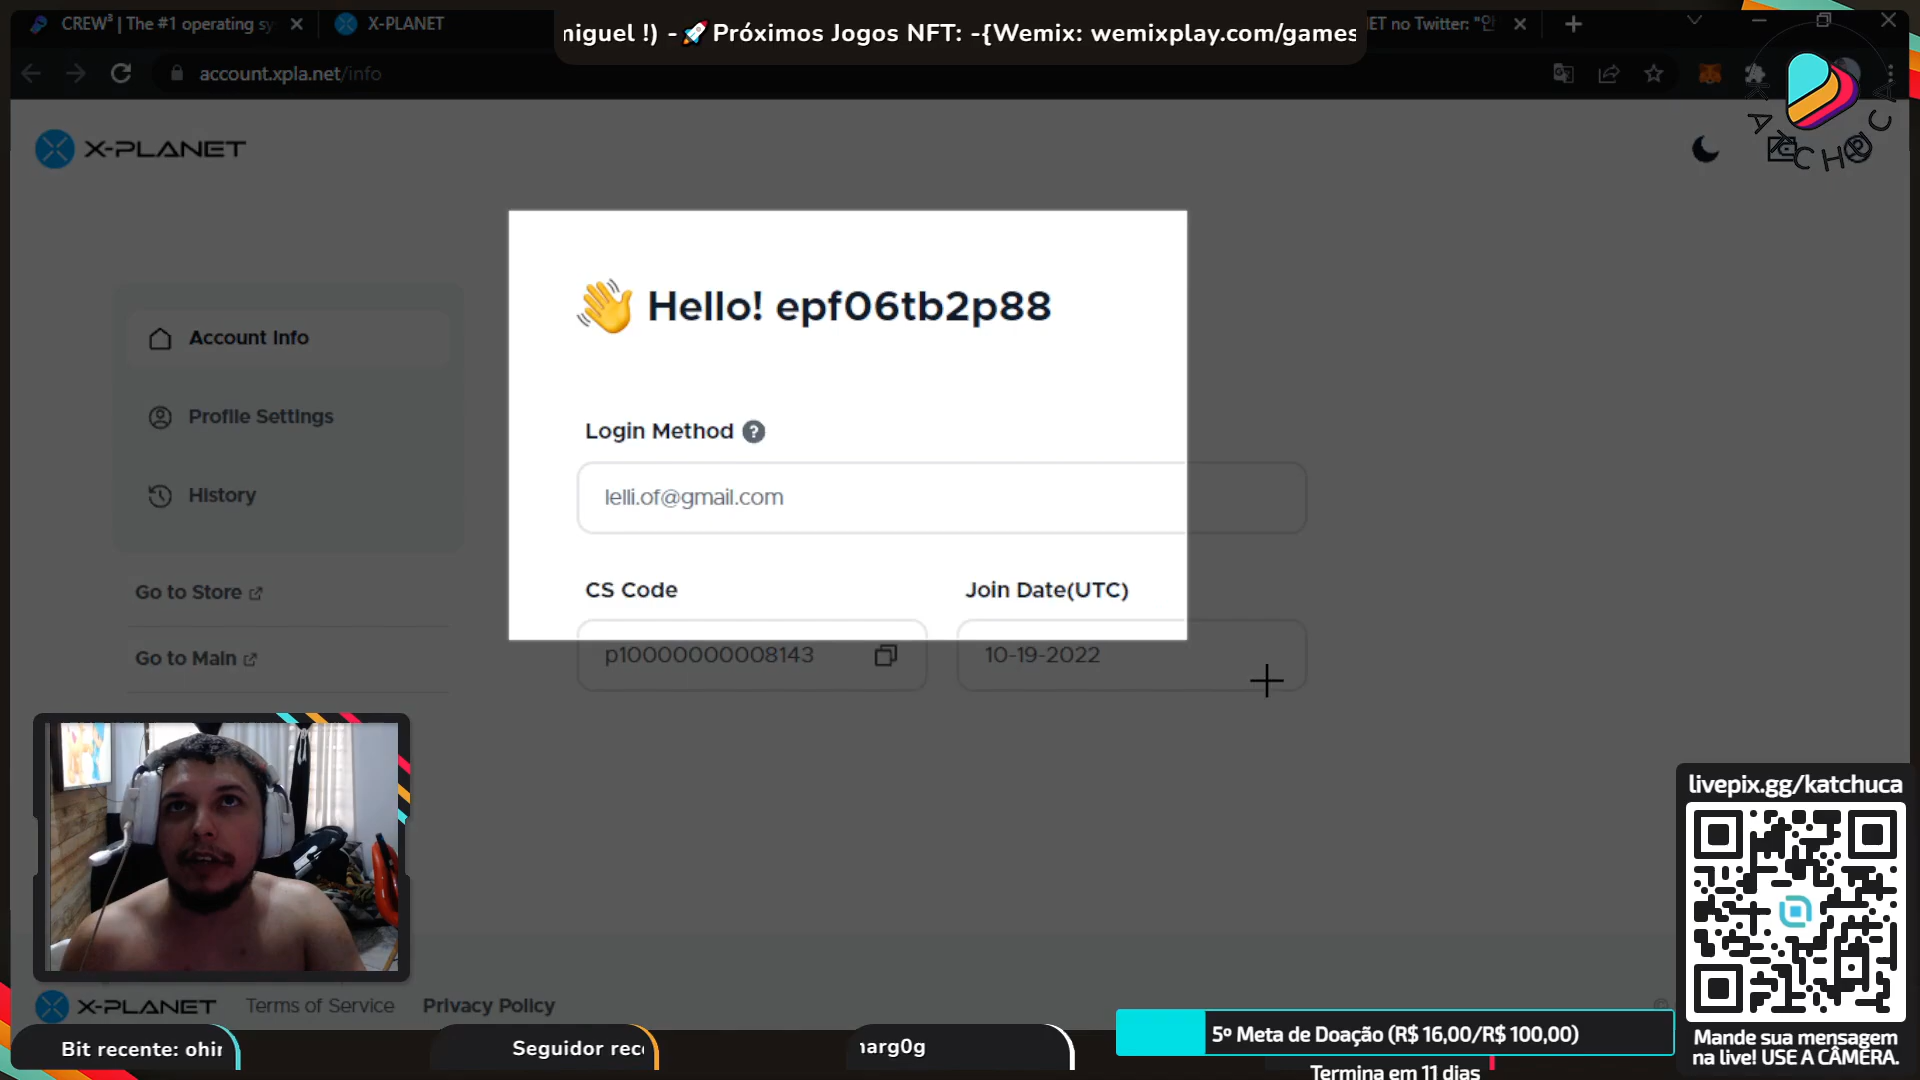 CREW³ | The #1 operating sy
X-PLANET
niguel !) - 🚀 Próximos Jogos NFT: -{Wemix: wemixplay.com/games
ET no Twitter: "안
account.xpla.net/info
KATCHUCA
X-PLANET
👋 Hello! epf06tb2p88
Account Info
Profile Settings
History
Go to Store
Go to Main
Login Method ?
lelli.of@gmail.com
CS Code
Join Date(UTC)
p10000000008143
10-19-2022
livepix.gg/katchuca
Mande sua mensagem
na live! USE A CÂMERA.
X-PLANET
Terms of Service
Privacy Policy
Bit recente: ohir
Seguidor rec
narg0g
5º Meta de Doação (R$ 16,00/R$ 100,00)
Termina em 11 dias